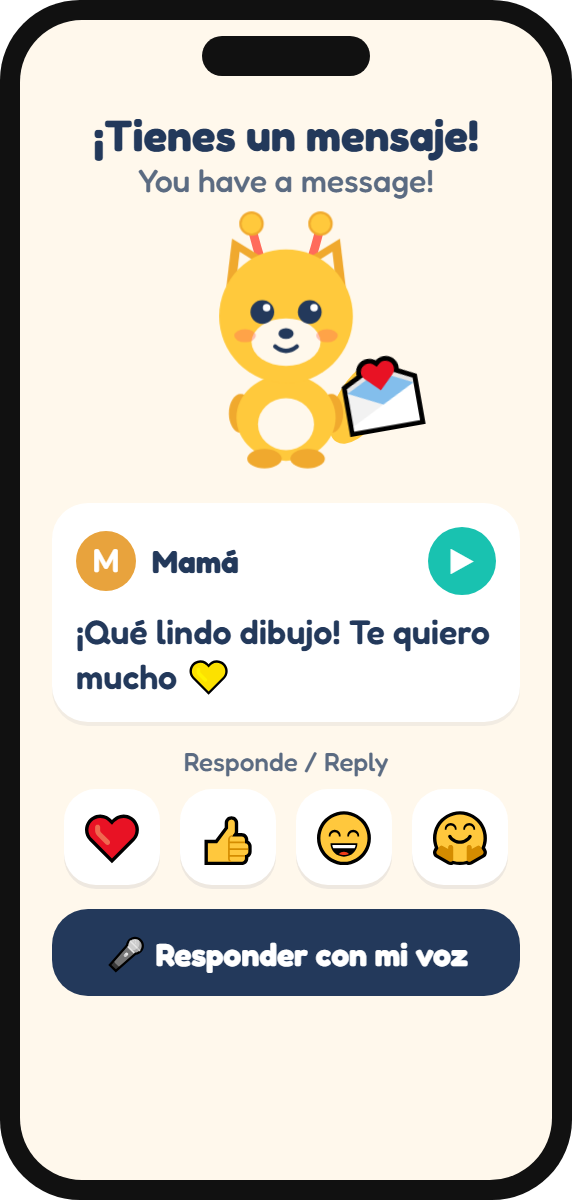 ¡Tienes un mensaje!
You have a message!
M Mamá
¡Qué lindo dibujo! Te quiero
mucho 💛
Responde / Reply
❤️ 👍 😄 🤗
🎤 Responder con mi voz